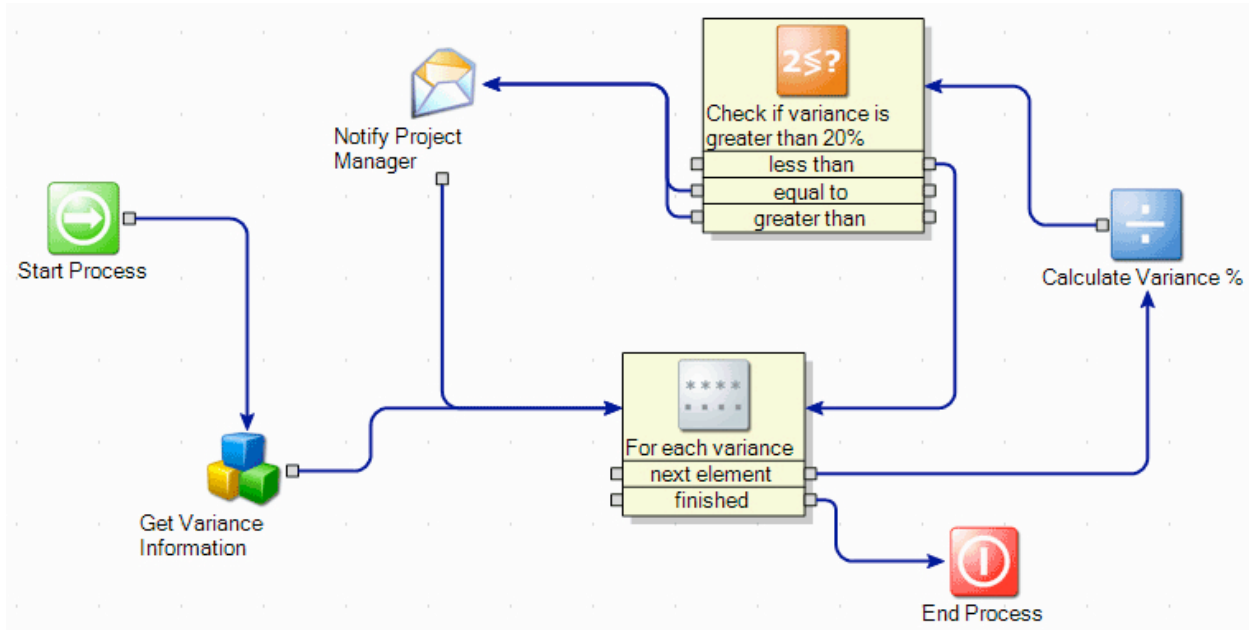 2≶?
Check if variance is
greater than 20%
less than
equal to
greater than
Notify Project
Manager
Start Process
Calculate Variance %
* * * *
For each variance
next element
finished
Get Variance
Information
End Process